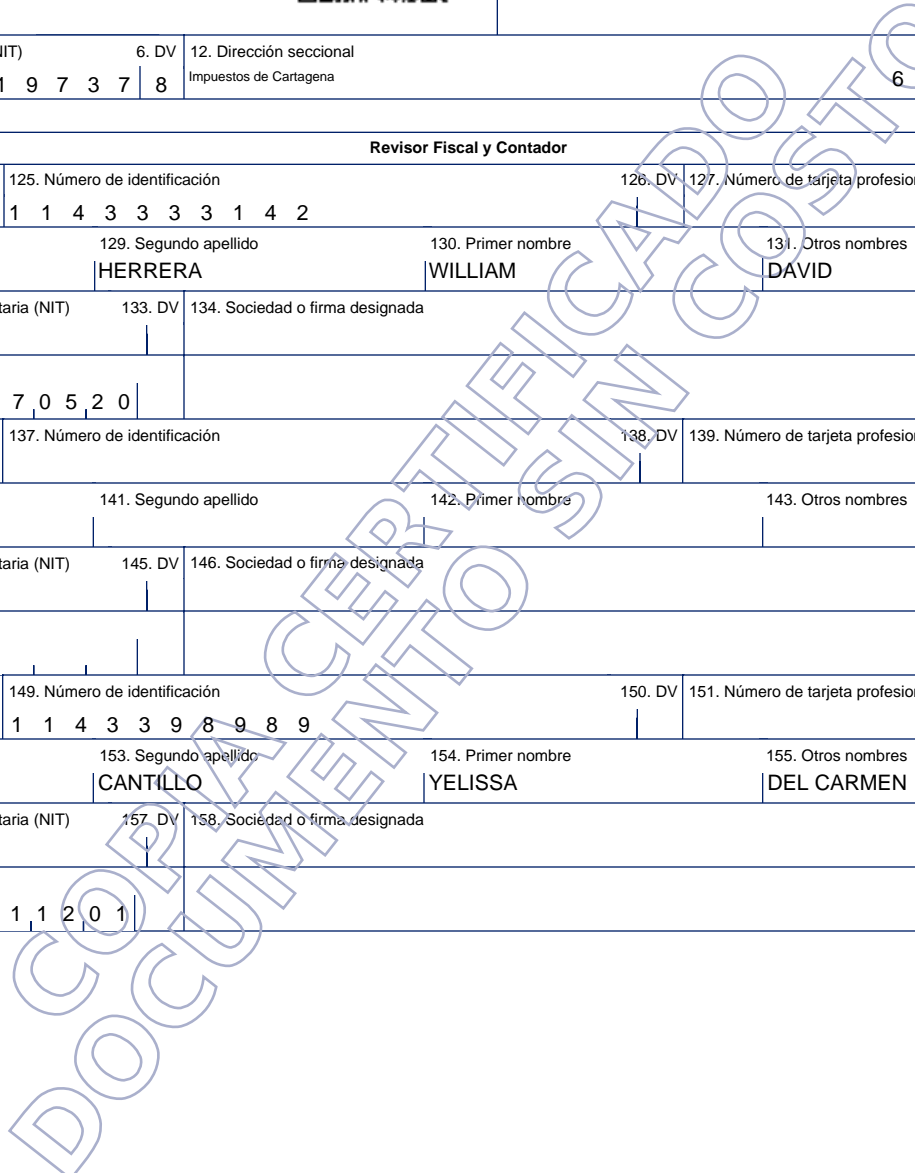 NIT) 6. DV 12. Dirección seccional
1 9 7 3 7 8 Impuestos de Cartagena 6
Revisor Fiscal y Contador
125. Número de identificación 126. DV 127. Número de tarjeta profesion
1 1 4 3 3 3 3 1 4 2
129. Segundo apellido 130. Primer nombre 131. Otros nombres
HERRERA WILLIAM DAVID
taria (NIT) 133. DV 134. Sociedad o firma designada
7 0 5 2 0
137. Número de identificación 138. DV 139. Número de tarjeta profesion
141. Segundo apellido 142. Primer nombre 143. Otros nombres
taria (NIT) 145. DV 146. Sociedad o firma designada
149. Número de identificación 150. DV 151. Número de tarjeta profesion
1 1 4 3 3 9 8 9 8 9
153. Segundo apellido 154. Primer nombre 155. Otros nombres
CANTILLO YELISSA DEL CARMEN
taria (NIT) 157. DV 158. Sociedad o firma designada
1 1 2 0 1
COPIA CERTIFICADO
DOCUMENTO SIN COSTO